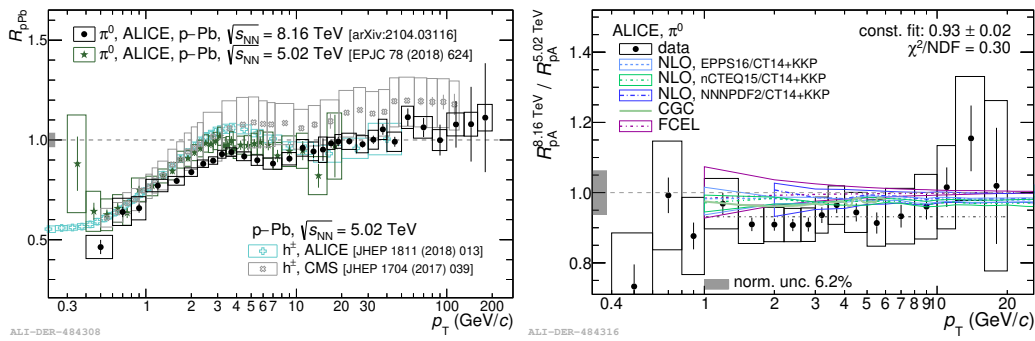 R_pPb
1.5
1.0
0.5
π⁰, ALICE, p–Pb, √s_NN = 8.16 TeV [arXiv:2104.03116]
π⁰, ALICE, p–Pb, √s_NN = 5.02 TeV [EPJC 78 (2018) 624]
p–Pb, √s_NN = 5.02 TeV
h±, ALICE [JHEP 1811 (2018) 013]
h±, CMS [JHEP 1704 (2017) 039]
0.3 1 2 3 4 5 6 7 10 20 30 40 100
p_T (GeV/c)
ALI-DER-484308
R_pA^8.16 TeV / R_pA^5.02 TeV
1.4
1.2
1.0
0.8
ALICE, π⁰
data
NLO, EPPS16/CT14+KKP
NLO, nCTEQ15/CT14+KKP
NLO, NNNPDF2/CT14+KKP
CGC
FCEL
const. fit: 0.93 ± 0.02
χ²/NDF = 0.30
norm. unc. 6.2%
0.4 1 2 3 4 5 6 7 8 9 10 20
p_T (GeV/c)
ALI-DER-484316